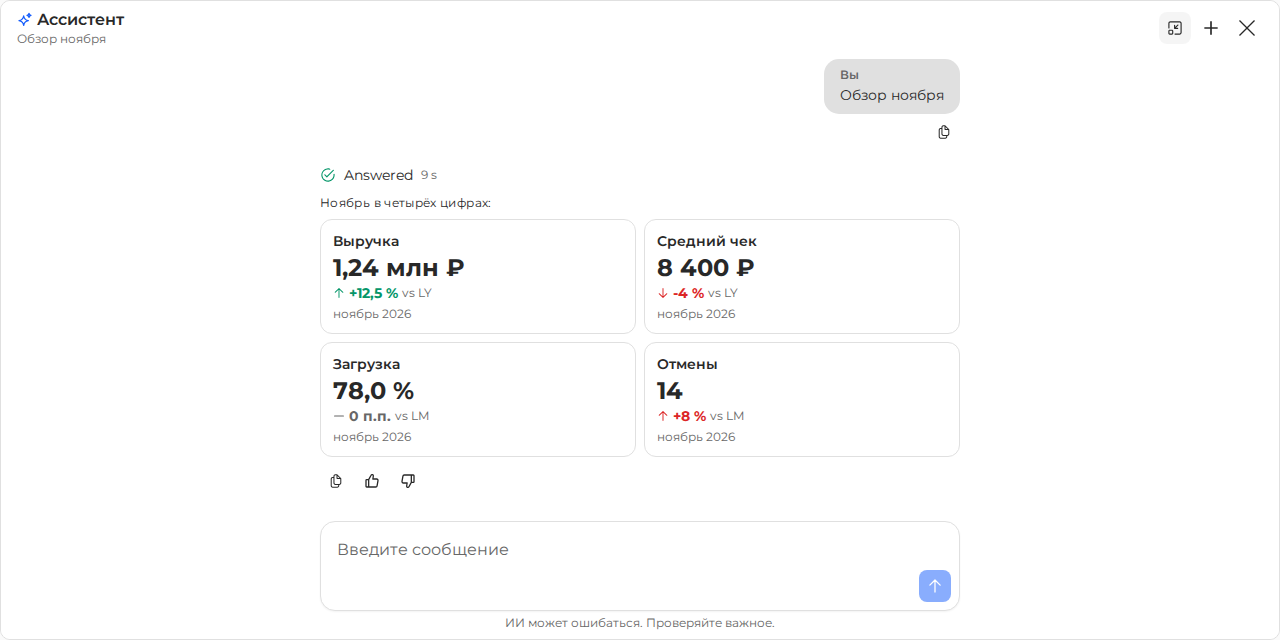 Ассистент
Обзор ноября
Вы
Обзор ноября
Answered 9 s
Ноябрь в четырёх цифрах:
Выручка
1,24 млн ₽
↑ +12,5 % vs LY
ноябрь 2026
Средний чек
8 400 ₽
↓ -4 % vs LY
ноябрь 2026
Загрузка
78,0 %
— 0 п.п. vs LM
ноябрь 2026
Отмены
14
↑ +8 % vs LM
ноябрь 2026
Введите сообщение
ИИ может ошибаться. Проверяйте важное.